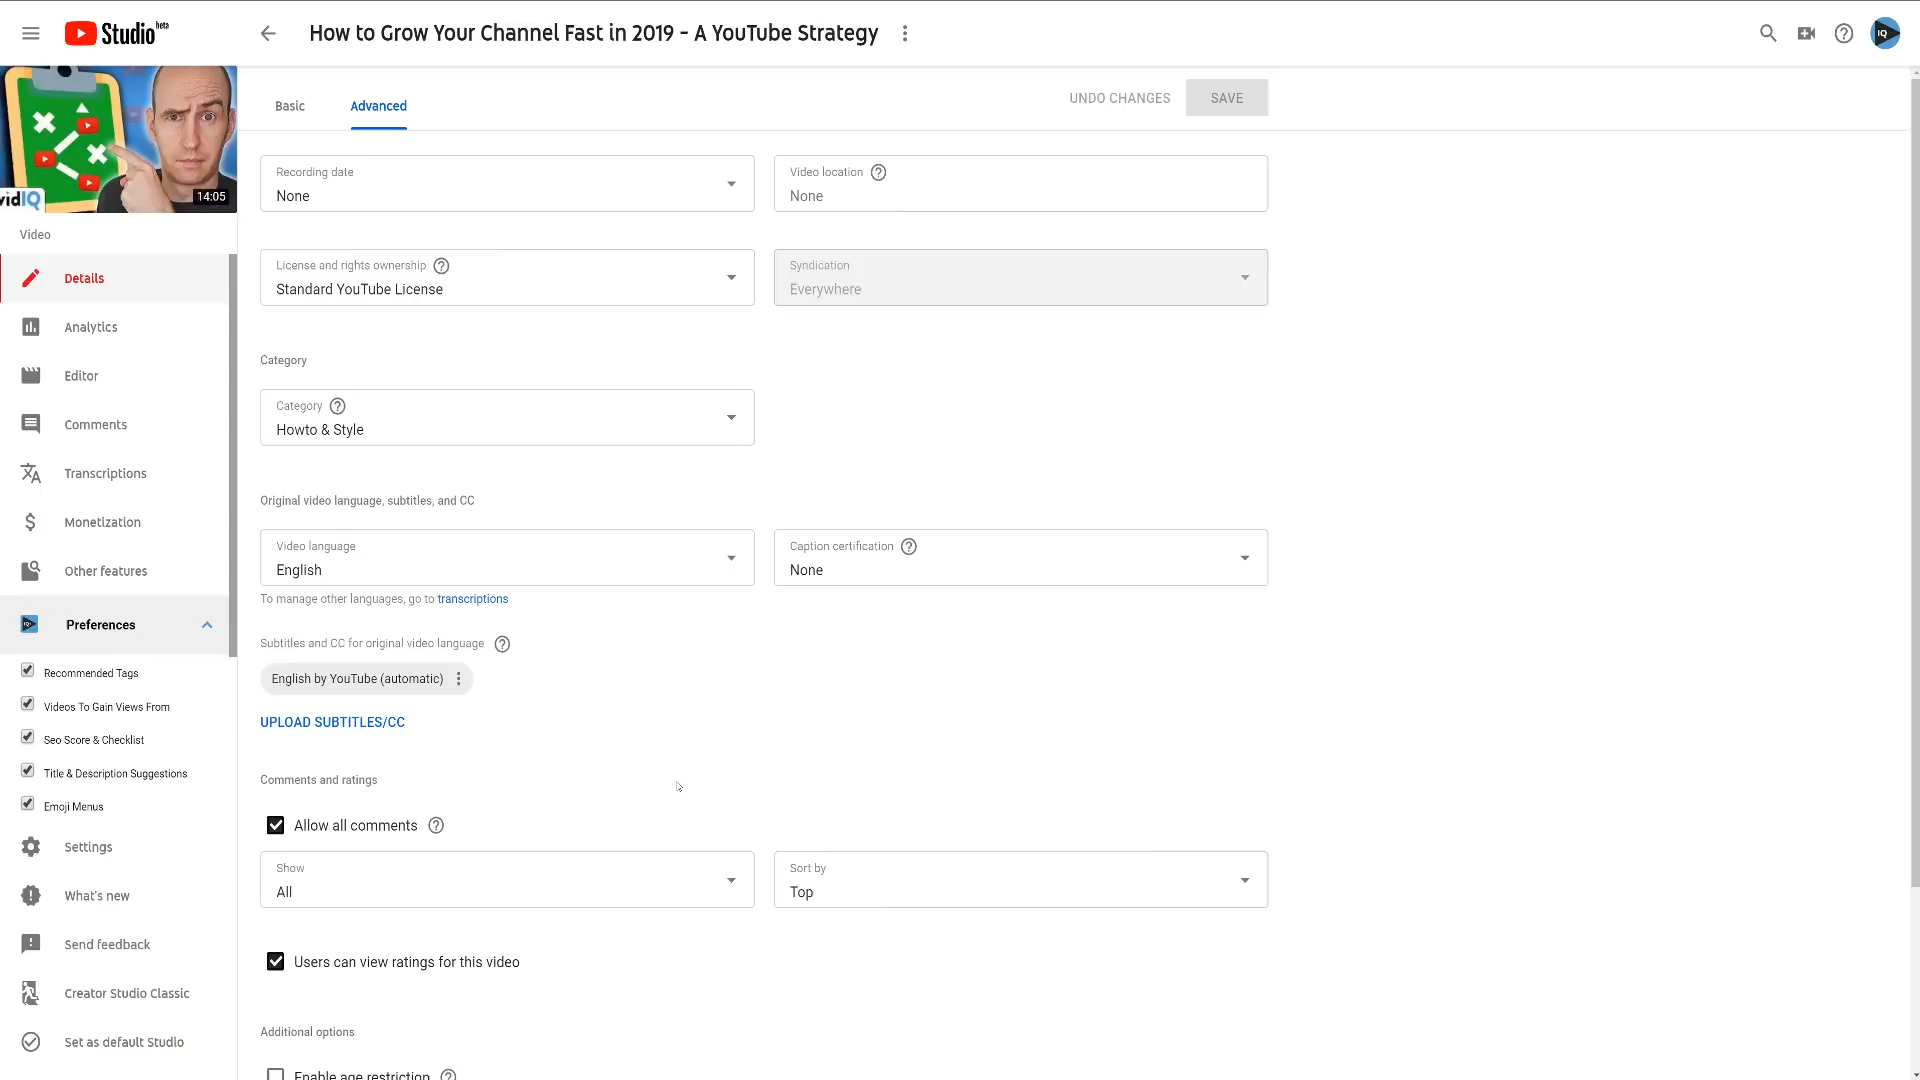 Studio beta
How to Grow Your Channel Fast in 2019 - A YouTube Strategy
IQ
vidIQ
14:05
Video
Details
Analytics
Editor
Comments
Transcriptions
Monetization
Other features
Preferences
Recommended Tags
Videos To Gain Views From
Seo Score & Checklist
Title & Description Suggestions
Emoji Menus
Settings
What's new
Send feedback
Creator Studio Classic
Set as default Studio
Basic
Advanced
UNDO CHANGES
SAVE
Recording date
None
Video location
None
License and rights ownership
Standard YouTube License
Syndication
Everywhere
Category
Category
Howto & Style
Original video language, subtitles, and CC
Video language
English
Caption certification
None
To manage other languages, go to transcriptions
Subtitles and CC for original video language
English by YouTube (automatic)
UPLOAD SUBTITLES/CC
Comments and ratings
Allow all comments
Show
All
Sort by
Top
Users can view ratings for this video
Additional options
Enable age restriction